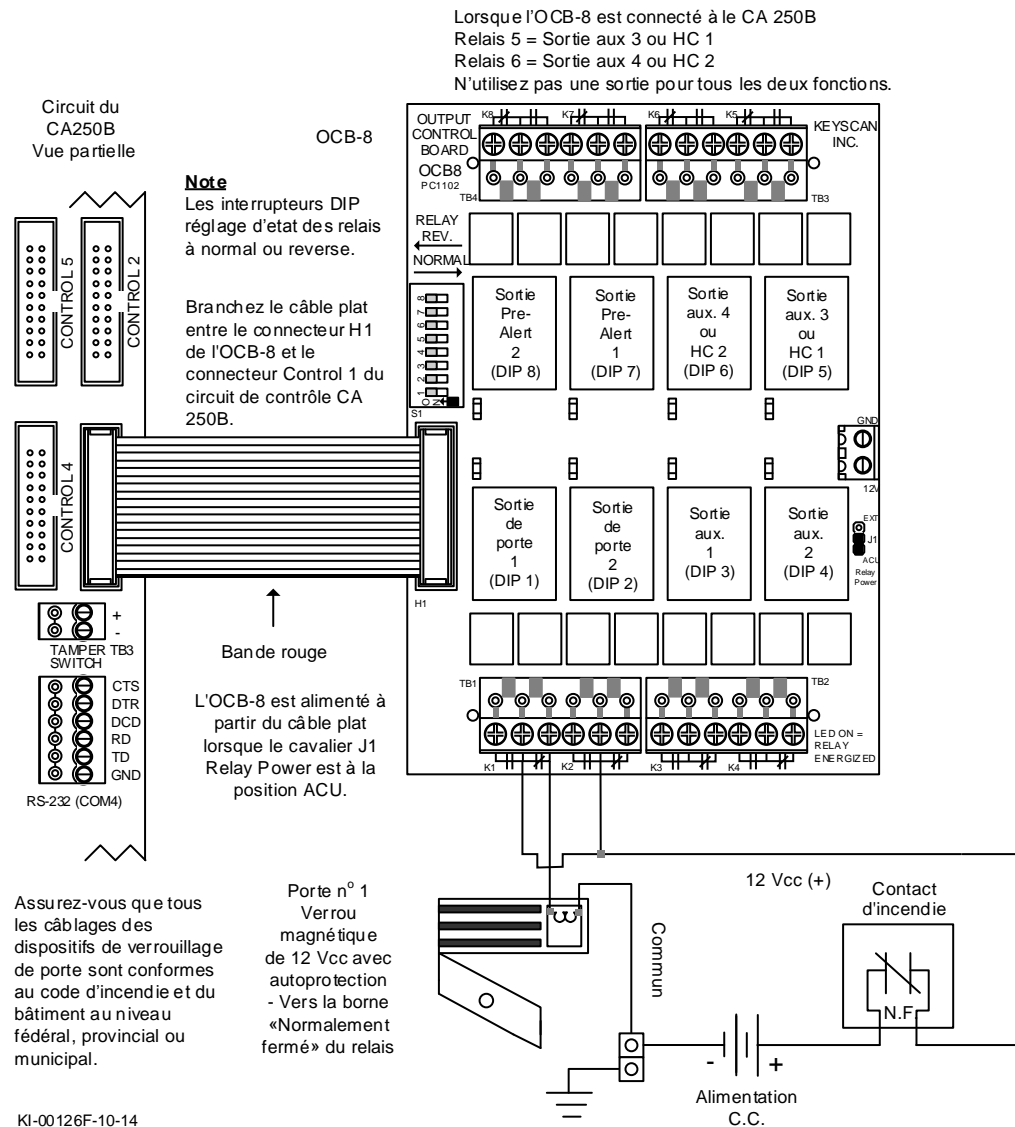 Lorsque l'OCB-8 est connecté à le CA 250B
Relais 5 = Sortie aux 3 ou HC 1
Relais 6 = Sortie aux 4 ou HC 2
N'utilisez pas une sortie pour tous les deux fonctions.
Circuit du
CA250B
Vue partielle
OCB-8
Note
Les interrupteurs DIP
réglage d'etat des relais
à normal ou reverse.
Branchez le câble plat
entre le connecteur H1
de l'OCB-8 et le
connecteur Control 1 du
circuit de contrôle CA
250B.
CONTROL 5
CONTROL 2
CONTROL 4
OUTPUT
CONTROL
BOARD
OCB8
PC1102
K8
K7
K6
K5
KEYSCAN
INC.
TB4
TB3
RELAY
REV.
NORMAL
8
7
6
5
4
3
2
1
ON
S1
Sortie
Pre-
Alert
2
(DIP 8)
Sortie
Pre-
Alert
1
(DIP 7)
Sortie
aux. 4
ou
HC 2
(DIP 6)
Sortie
aux. 3
ou
HC 1
(DIP 5)
GND
12V
EXT
J1
ACU
Relay
Power
Sortie
de
porte
1
(DIP 1)
Sortie
de
porte
2
(DIP 2)
Sortie
aux.
1
(DIP 3)
Sortie
aux.
2
(DIP 4)
H1
+
-
TAMPER TB3
SWITCH
CTS
DTR
DCD
RD
TD
GND
RS-232 (COM4)
Bande rouge
L'OCB-8 est alimenté à
partir du câble plat
lorsque le cavalier J1
Relay Power est à la
position ACU.
TB1
TB2
K1
K2
K3
K4
LED ON =
RELAY
ENERGIZED
Assurez-vous que tous
les câblages des
dispositifs de verrouillage
de porte sont conformes
au code d'incendie et du
bâtiment au niveau
fédéral, provincial ou
municipal.
Porte nº 1
Verrou
magnétique
de 12 Vcc avec
autoprotection
- Vers la borne
«Normalement
fermé» du relais
Commun
12 Vcc (+)
Contact
d'incendie
N.F.
- +
Alimentation
C.C.
KI-00126F-10-14